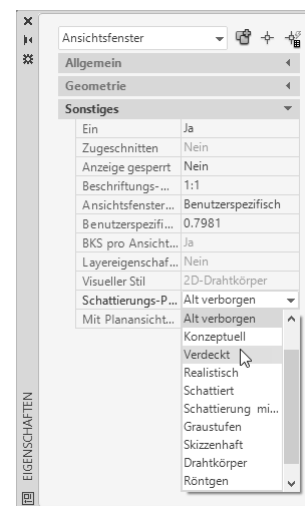 Ansichtsfenster
Allgemein
Geometrie
Sonstiges
Ein Ja
Zugeschnitten Nein
Anzeige gesperrt Nein
Beschriftungs-... 1:1
Ansichtsfenster... Benutzerspezifisch
Benutzerspezifi... 0.7981
BKS pro Ansicht... Ja
Layereigenschaf... Nein
Visueller Stil 2D-Drahtkörper
Schattierungs-P... Alt verborgen
Mit Planansicht... Alt verborgen
Konzeptuell
Verdeckt
Realistisch
Schattiert
Schattierung mi...
Graustufen
Skizzenhaft
Drahtkörper
Röntgen
EIGENSCHAFTEN